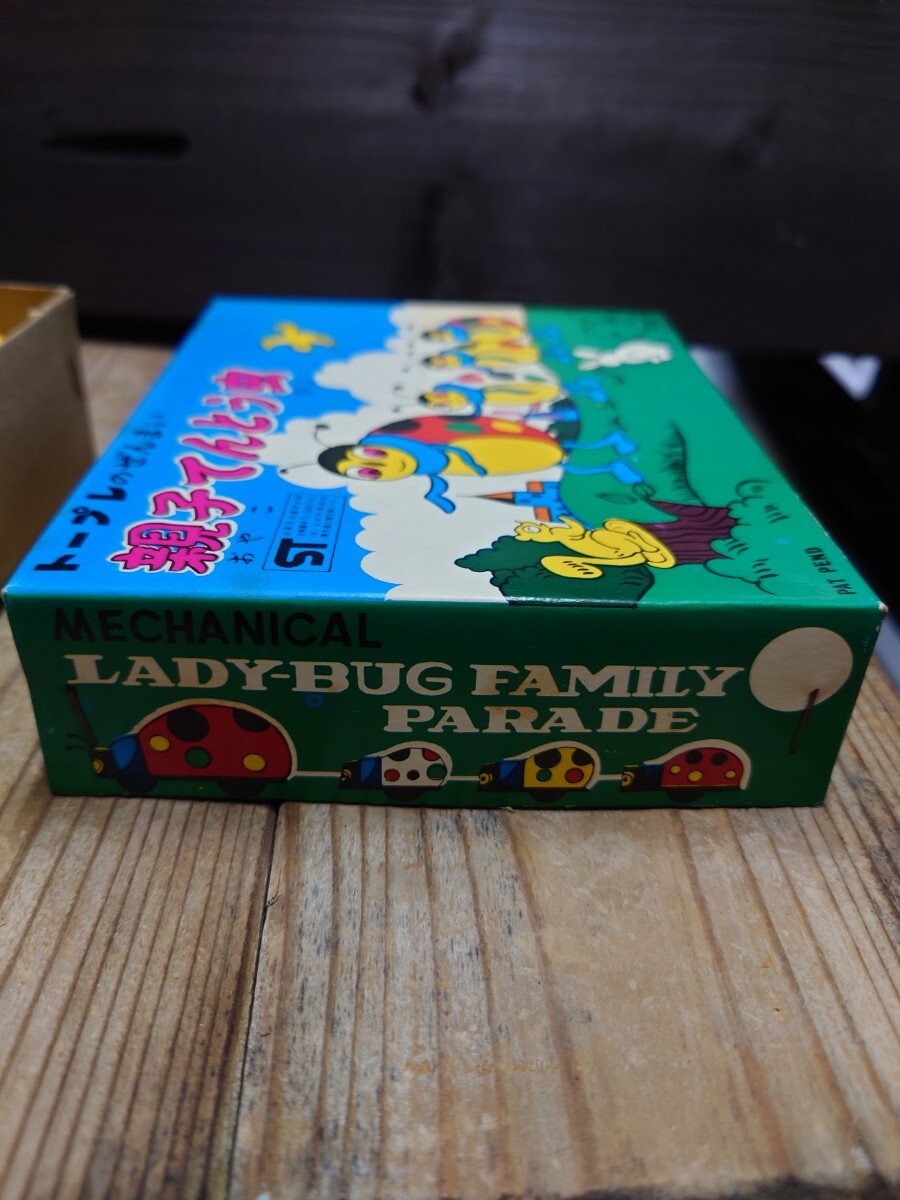 トープレのぜんまい
親子てんとう虫
おやこ
ST
PAT PEND
MECHANICAL
LADY-BUG FAMILY
PARADE